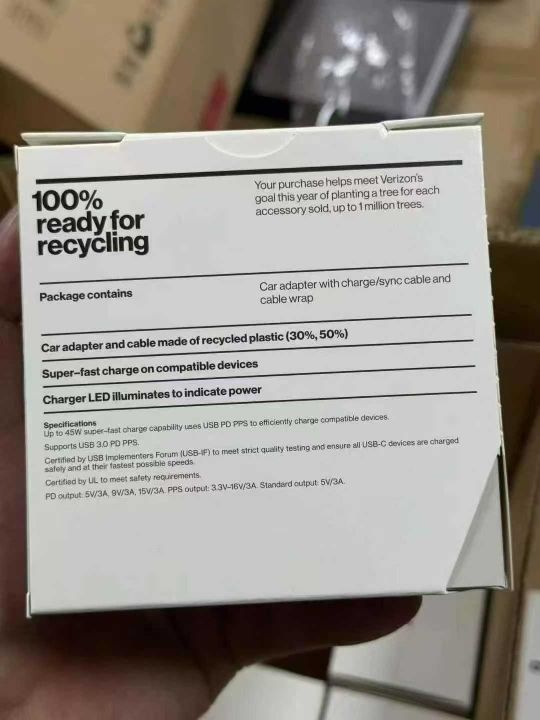 100%
ready for
recycling
Your purchase helps meet Verizon's
goal this year of planting a tree for each
accessory sold, up to 1 million trees.
Package contains
Car adapter with charge/sync cable and
cable wrap
Car adapter and cable made of recycled plastic (30%, 50%)
Super-fast charge on compatible devices
Charger LED illuminates to indicate power
Specifications
Up to 45W super-fast charge capability uses USB PD PPS to efficiently charge compatible devices.
Supports USB 3.0 PD PPS.
Certified by USB Implementers Forum (USB-IF) to meet strict quality testing and ensure all USB-C devices are charged
safely and at their fastest possible speeds.
Certified by UL to meet safety requirements.
PD output: 5V/3A, 9V/3A, 15V/3A. PPS output: 3.3V-16V/3A. Standard output: 5V/3A.